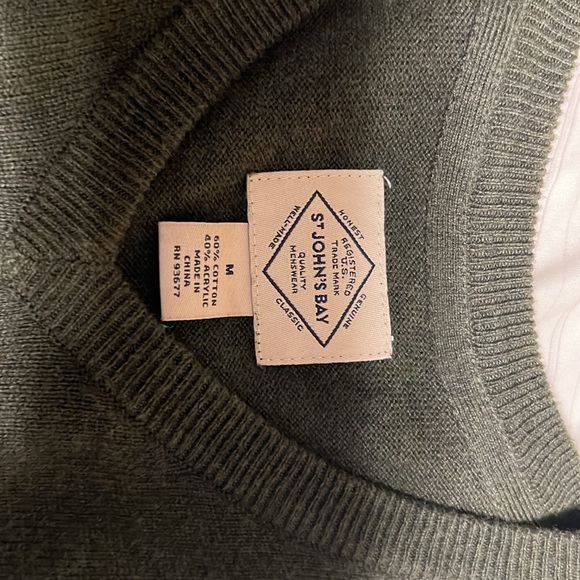 WELL-MADE
HONEST
REGISTERED
U.S.
TRADE MARK
ST JOHN'S BAY
QUALITY
MENSWEAR
CLASSIC
GENUINE
M
60% COTTON
40% ACRYLIC
MADE IN
CHINA
RN 93677